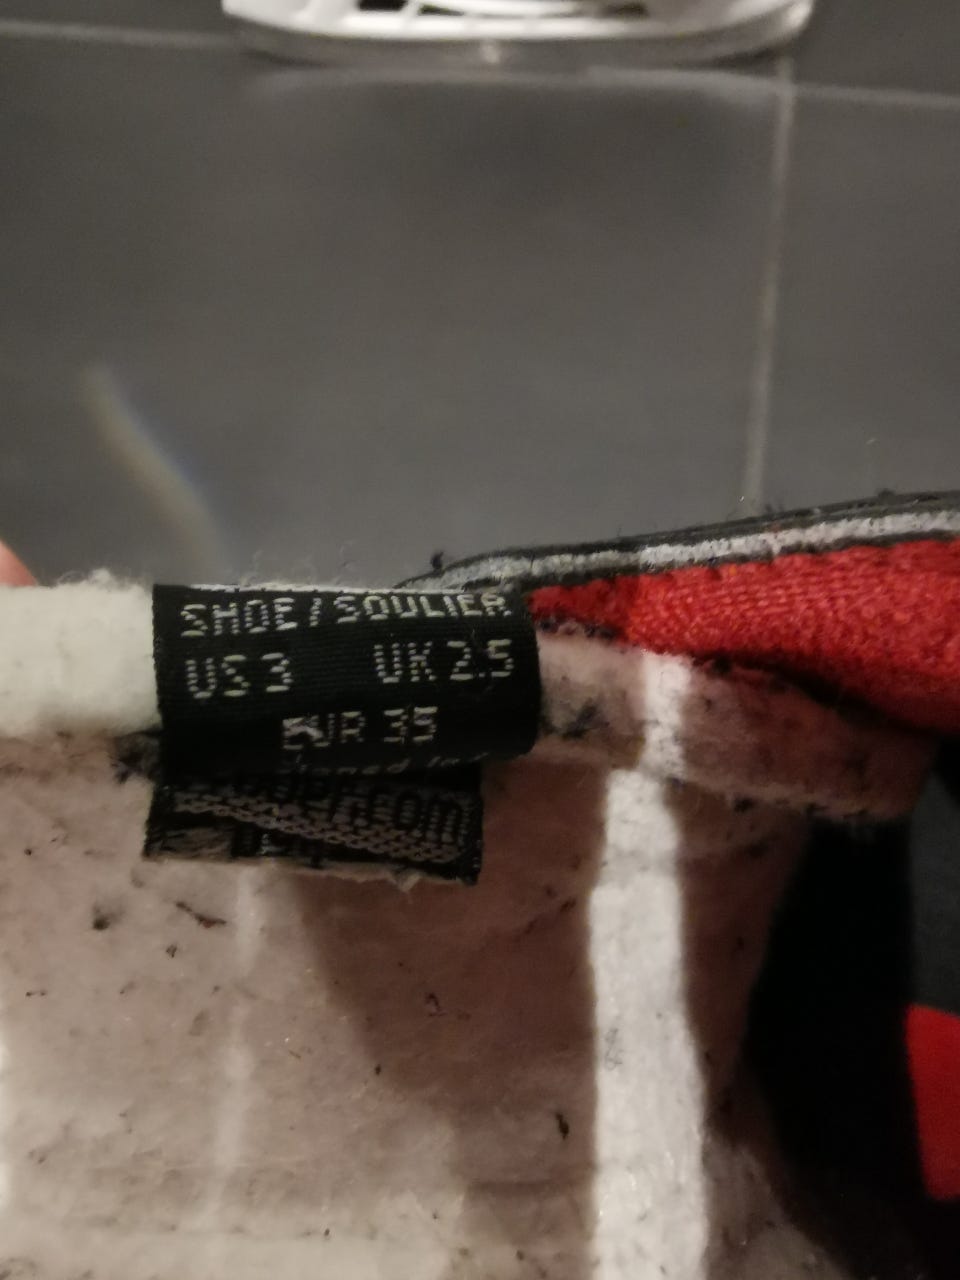 SHOE / SOULIER
US 3 UK 2.5
EUR 35